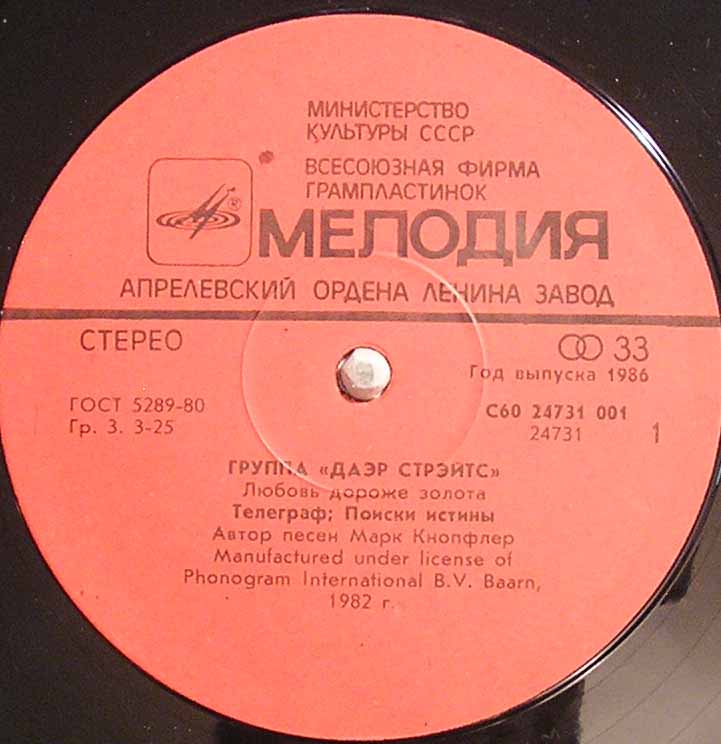 МИНИСТЕРСТВО
КУЛЬТУРЫ СССР
ВСЕСОЮЗНАЯ ФИРМА
ГРАМПЛАСТИНОК
®
МЕЛОДИЯ
АПРЕЛЕВСКИЙ ОРДЕНА ЛЕНИНА ЗАВОД
СТЕРЕО
33
Год выпуска 1986
ГОСТ 5289-80
Гр. 3. 3-25
С60 24731 001
24731
1
ГРУППА «ДАЭР СТРЭЙТС»
Любовь дороже золота
Телеграф; Поиски истины
Автор песен Марк Кнопфлер
Manufactured under license of
Phonogram International B.V. Baarn,
1982 г.